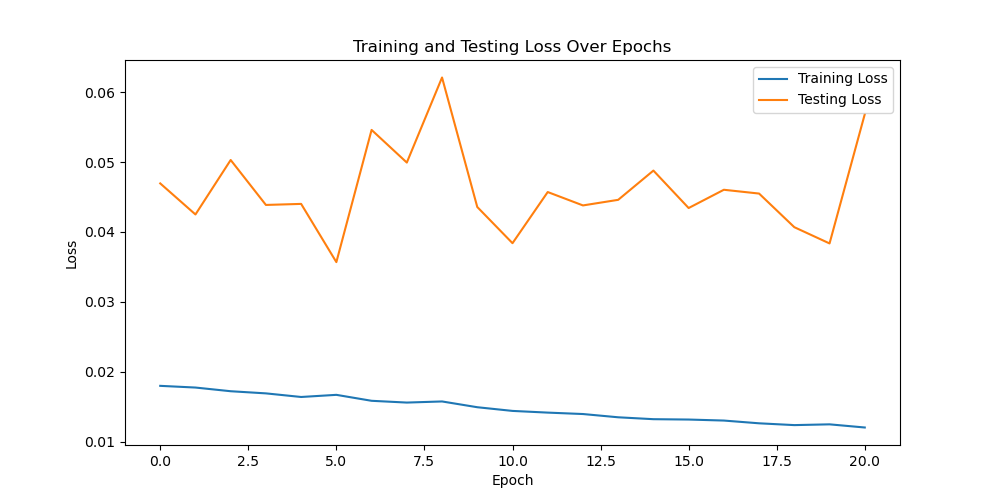 Training and Testing Loss Over Epochs
Training Loss
Testing Loss
0.06
0.05
0.04
0.03
0.02
0.01
Loss
0.0 2.5 5.0 7.5 10.0 12.5 15.0 17.5 20.0
Epoch